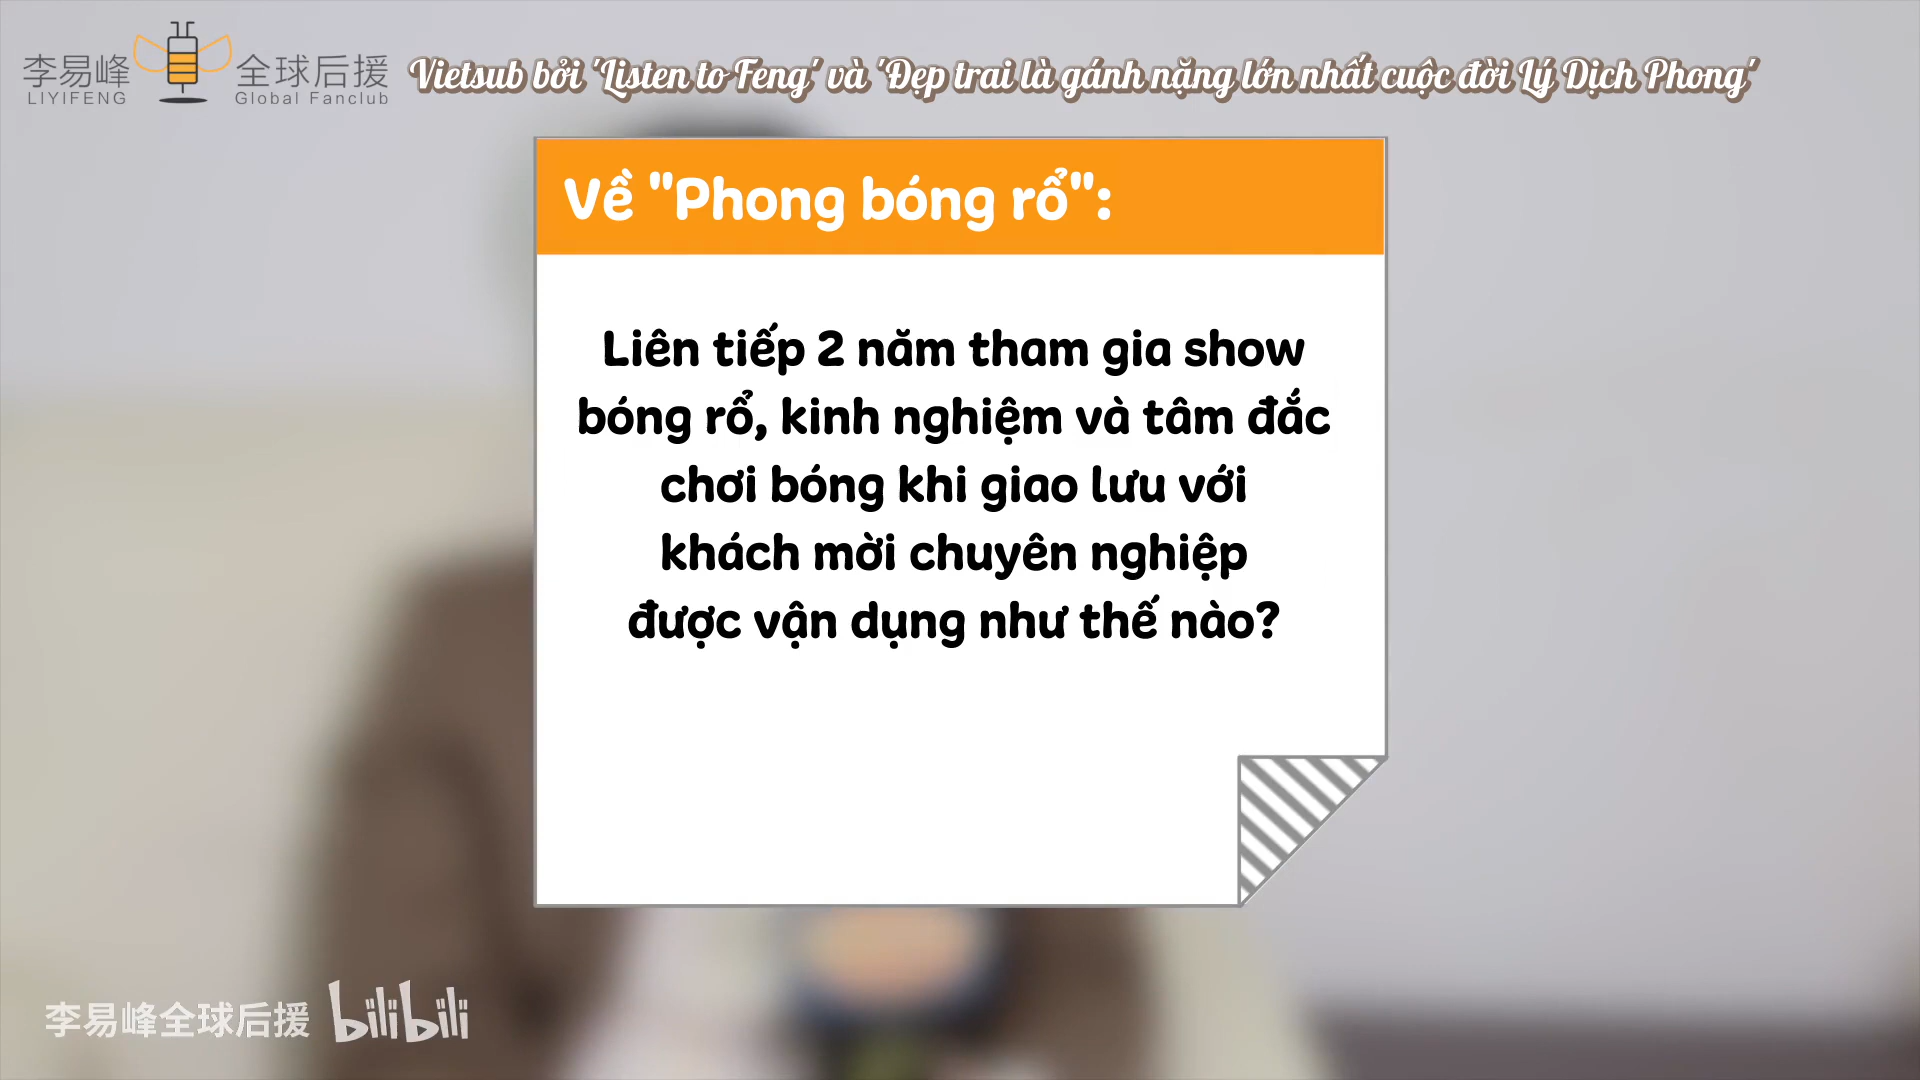 李易峰
LIYIFENG
全球后援
Global Fanclub
Vietsub bởi 'Listen to Feng' và 'Đẹp trai là gánh nặng lớn nhất cuộc đời Lý Dịch Phong'
Về "Phong bóng rổ":
Liên tiếp 2 năm tham gia show
bóng rổ, kinh nghiệm và tâm đắc
chơi bóng khi giao lưu với
khách mời chuyên nghiệp
được vận dụng như thế nào?
李易峰全球后援 bilibili